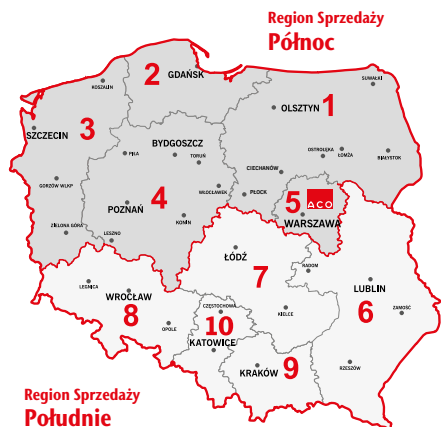 Region Sprzedaży
Północ
SUWAŁKI
KOSZALIN
2
GDAŃSK
OLSZTYN
1
SZCZECIN
3
BYDGOSZCZ
PIŁA
TORUŃ
OSTROŁĘKA
ŁOMŻA
BIAŁYSTOK
CIECHANÓW
GORZÓW WLKP
4
WŁOCŁAWEK
PŁOCK
5
ACO
POZNAŃ
KONIN
WARSZAWA
ZIELONA GÓRA
LESZNO
ŁÓDŹ
7
RADOM
LUBLIN
LEGNICA
WROCŁAW
8
CZĘSTOCHOWA
KIELCE
6
ZAMOŚĆ
OPOLE
10
KATOWICE
KRAKÓW
9
RZESZÓW
Region Sprzedaży
Południe